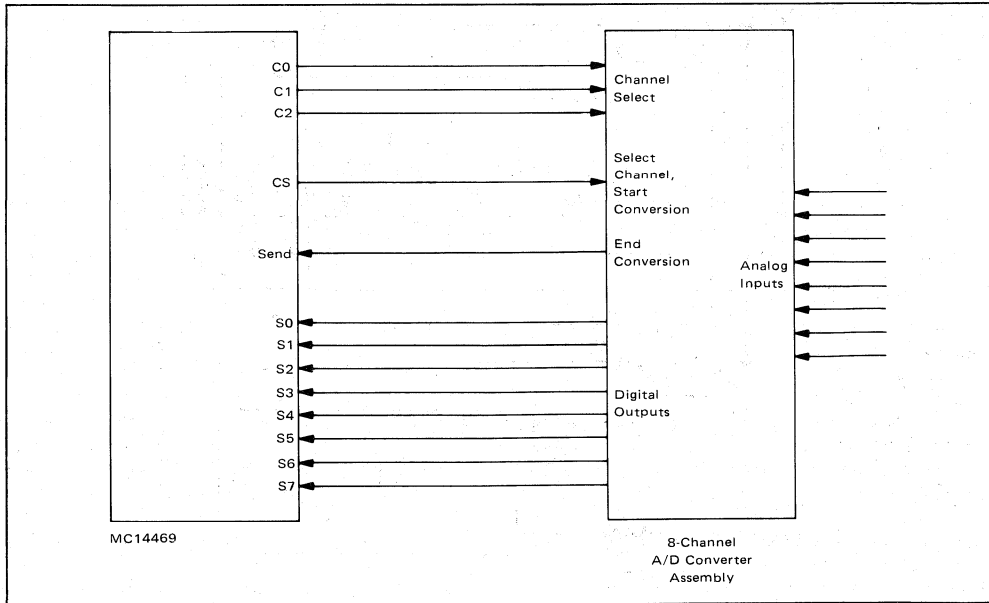 C0
C1
C2
CS
Send
S0
S1
S2
S3
S4
S5
S6
S7
MC14469
Channel
Select
Select
Channel,
Start
Conversion
End
Conversion
Digital
Outputs
Analog
Inputs
8-Channel
A/D Converter
Assembly